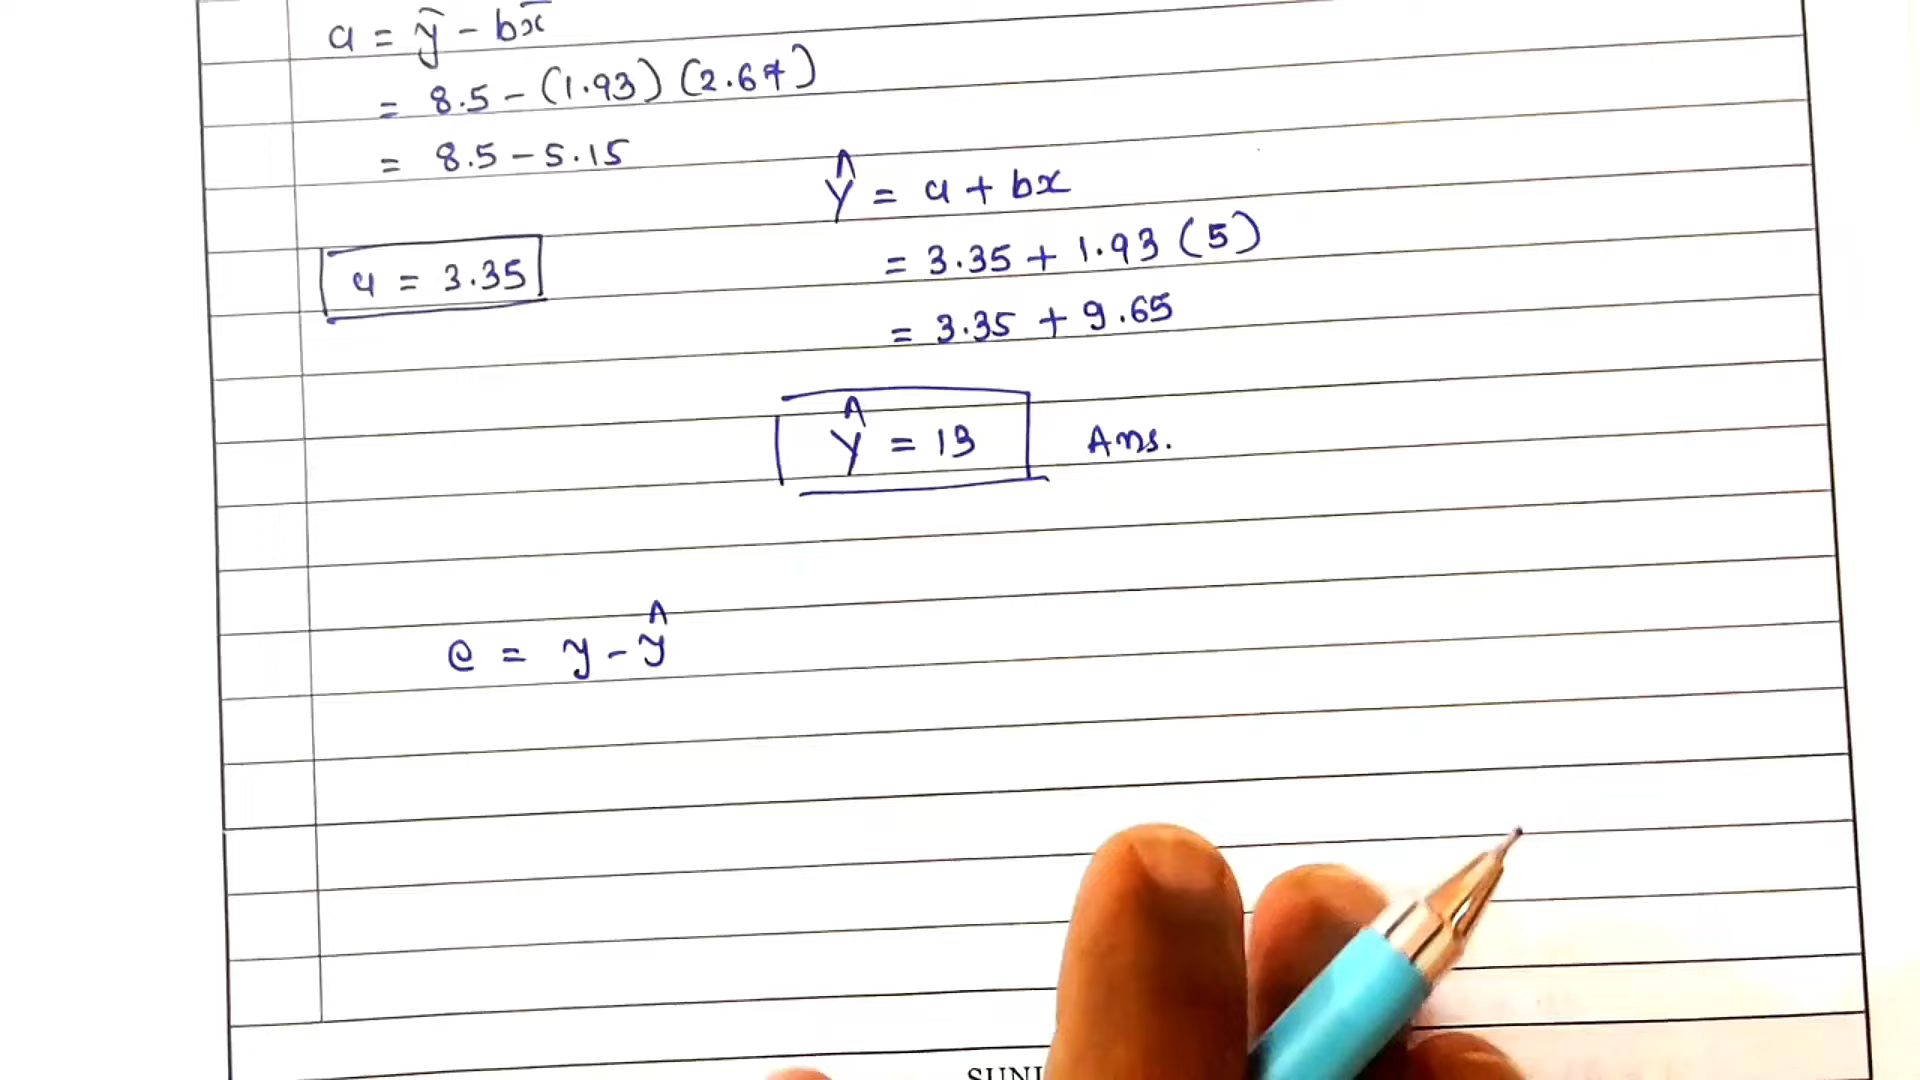 a = ȳ - bx̄
= 8.5 - (1.93) (2.67)
= 8.5 - 5.15
a = 3.35
Ŷ = a + bx
= 3.35 + 1.93 (5)
= 3.35 + 9.65
Ŷ = 13 Ans.
e = y - ŷ